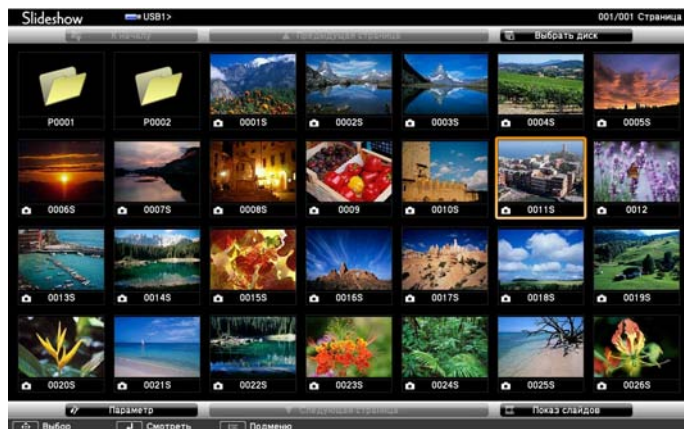 Slideshow USB1> 001/001 Страница
К началу Предыдущая страница Выбрать диск
P0001 P0002 0001S 0002S 0003S 0004S 0005S
0006S 0007S 0008S 0009 0010S 0011S 0012
0013S 0014S 0015S 0016S 0017S 0018S 0019S
0020S 0021S 0022S 0023S 0024S 0025S 0026S
Параметр Следующая страница Показ слайдов
Выбор Смотреть Подменю